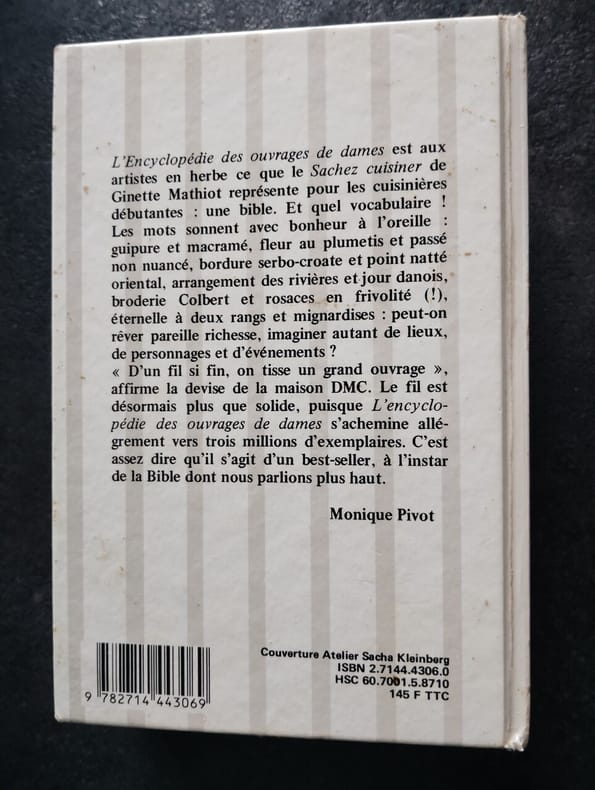 L'Encyclopédie des ouvrages de dames est aux
artistes en herbe ce que le Sachez cuisiner de
Ginette Mathiot représente pour les cuisinières
débutantes : une bible. Et quel vocabulaire !
Les mots sonnent avec bonheur à l'oreille :
guipure et macramé, fleur au plumetis et passé
non nuancé, bordure serbo-croate et point natté
oriental, arrangement des rivières et jour danois,
broderie Colbert et rosaces en frivolité (!),
éternelle à deux rangs et mignardises : peut-on
rêver pareille richesse, imaginer autant de lieux,
de personnages et d'événements ?
« D'un fil si fin, on tisse un grand ouvrage »,
affirme la devise de la maison DMC. Le fil est
désormais plus que solide, puisque L'encyclo-
pédie des ouvrages de dames s'achemine allé-
grement vers trois millions d'exemplaires. C'est
assez dire qu'il s'agit d'un best-seller, à l'instar
de la Bible dont nous parlions plus haut.
Monique Pivot
Couverture Atelier Sacha Kleinberg
ISBN 2.7144.4306.0
HSC 60.7001.5.8710
145 F TTC
9 782714 443069